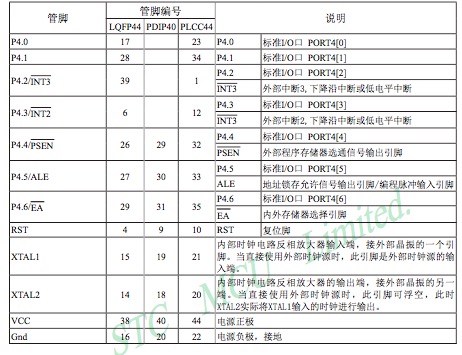 管脚 管脚编号 说明
LQFP44 PDIP40 PLCC44
P4.0 17 23 P4.0 标准I/O口 PORT4[0]
P4.1 28 34 P4.1 标准I/O口 PORT4[1]
P4.2/INT3 39 1 P4.2 标准I/O口 PORT4[2]
INT3 外部中断3, 下降沿中断或低电平中断
P4.3/INT2 6 12 P4.3 标准I/O口 PORT4[3]
INT3 外部中断2, 下降沿中断或低电平中断
P4.4/PSEN 26 29 32 P4.4 标准I/O口 PORT4[4]
PSEN 外部程序存储器选通信号输出引脚
P4.5/ALE 27 30 33 P4.5 标准I/O口 PORT4[5]
ALE 地址锁存允许信号输出引脚/编程脉冲输入引脚
P4.6/EA 29 31 35 P4.6 标准I/O口 PORT4[6]
EA 内外存储器选择引脚
RST 4 9 10 RST 复位脚
XTAL1 15 19 21 内部时钟电路反相放大器输入端，接外部晶振的一个引
脚。当直接使用外部时钟源时，此引脚是外部时钟源的输
入端。
XTAL2 14 18 20 内部时钟电路反相放大器的输出端，接外部晶振的另一
端。当直接使用外部时钟源时，此引脚可浮空，此时
XTAL2实际将XTAL1输入的时钟进行输出。
VCC 38 40 44 电源正极
Gnd 16 20 22 电源负极，接地
STC MCU Limited.